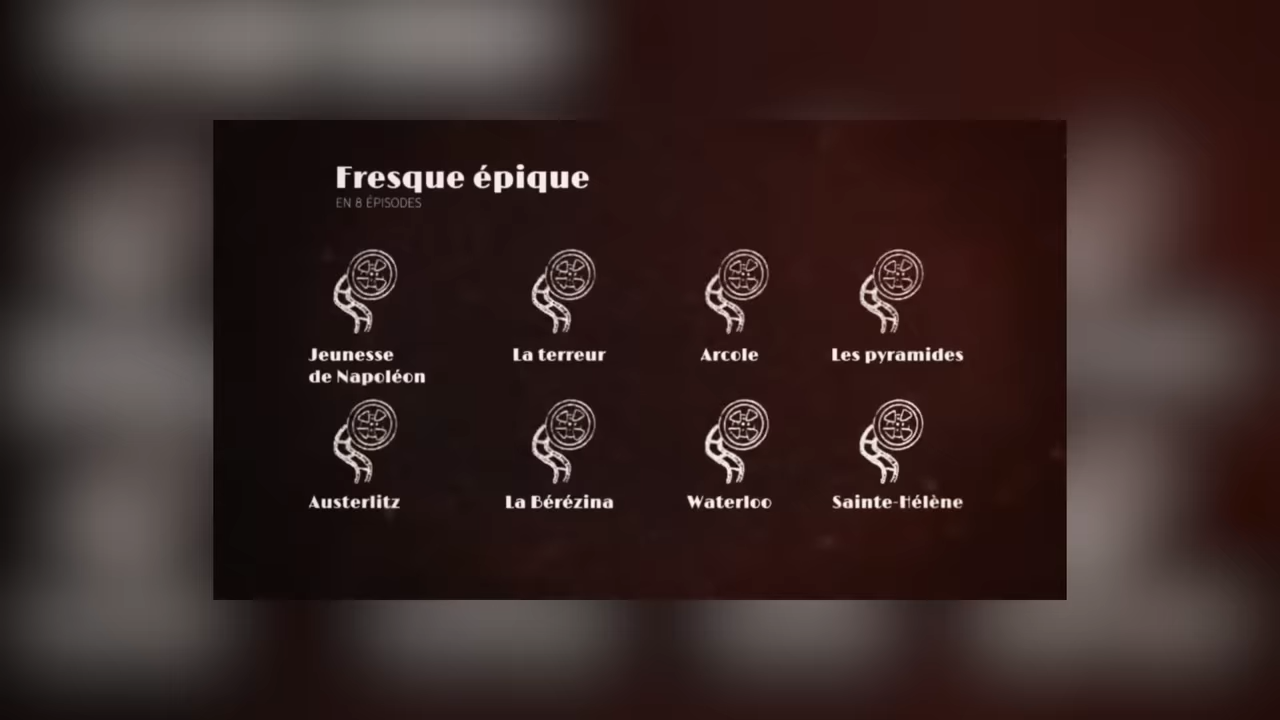 Fresque épique
EN 8 ÉPISODES
Jeunesse
de Napoléon
La terreur
Arcole
Les pyramides
Austerlitz
La Bérézina
Waterloo
Sainte-Hélène